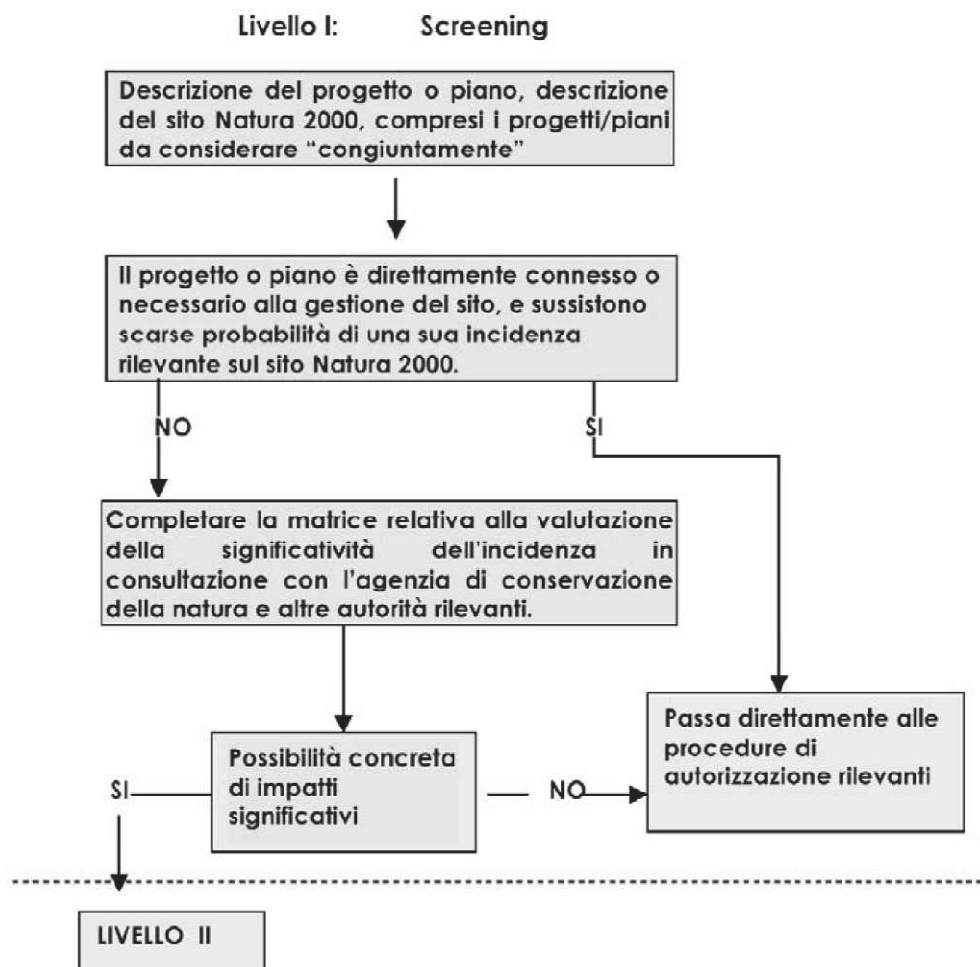 Livello I: Screening
Descrizione del progetto o piano, descrizione
del sito Natura 2000, compresi i progetti/piani
da considerare “congiuntamente”
Il progetto o piano è direttamente connesso o
necessario alla gestione del sito, e sussistono
scarse probabilità di una sua incidenza
rilevante sul sito Natura 2000.
NO
SI
Completare la matrice relativa alla valutazione
della significatività dell'incidenza in
consultazione con l'agenzia di conservazione
della natura e altre autorità rilevanti.
Possibilità concreta
di impatti
significativi
SI
NO
Passa direttamente alle
procedure di
autorizzazione rilevanti
LIVELLO II